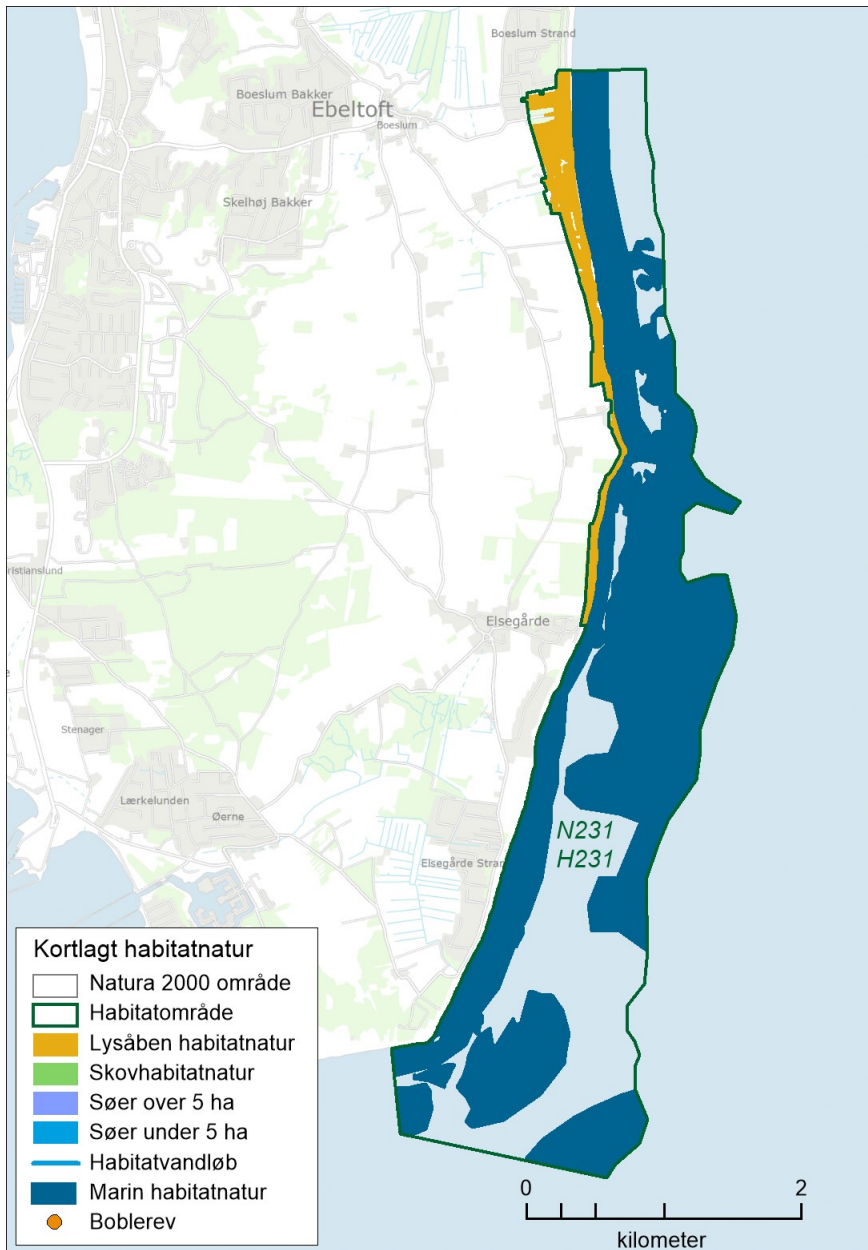 Boeslum Strand
Boeslum Bakker
Ebeltoft
Boeslum
Skelhøj Bakker
ristianslund
Elsegårde
Stenager
Lærkelunden
Øerne
N231
H231
Elsegårde Stran
Kortlagt habitatnatur
Natura 2000 område
Habitatområde
Lysåben habitatnatur
Skovhabitatnatur
Søer over 5 ha
Søer under 5 ha
Habitatvandløb
Marin habitatnatur
Boblerev
0 2
kilometer